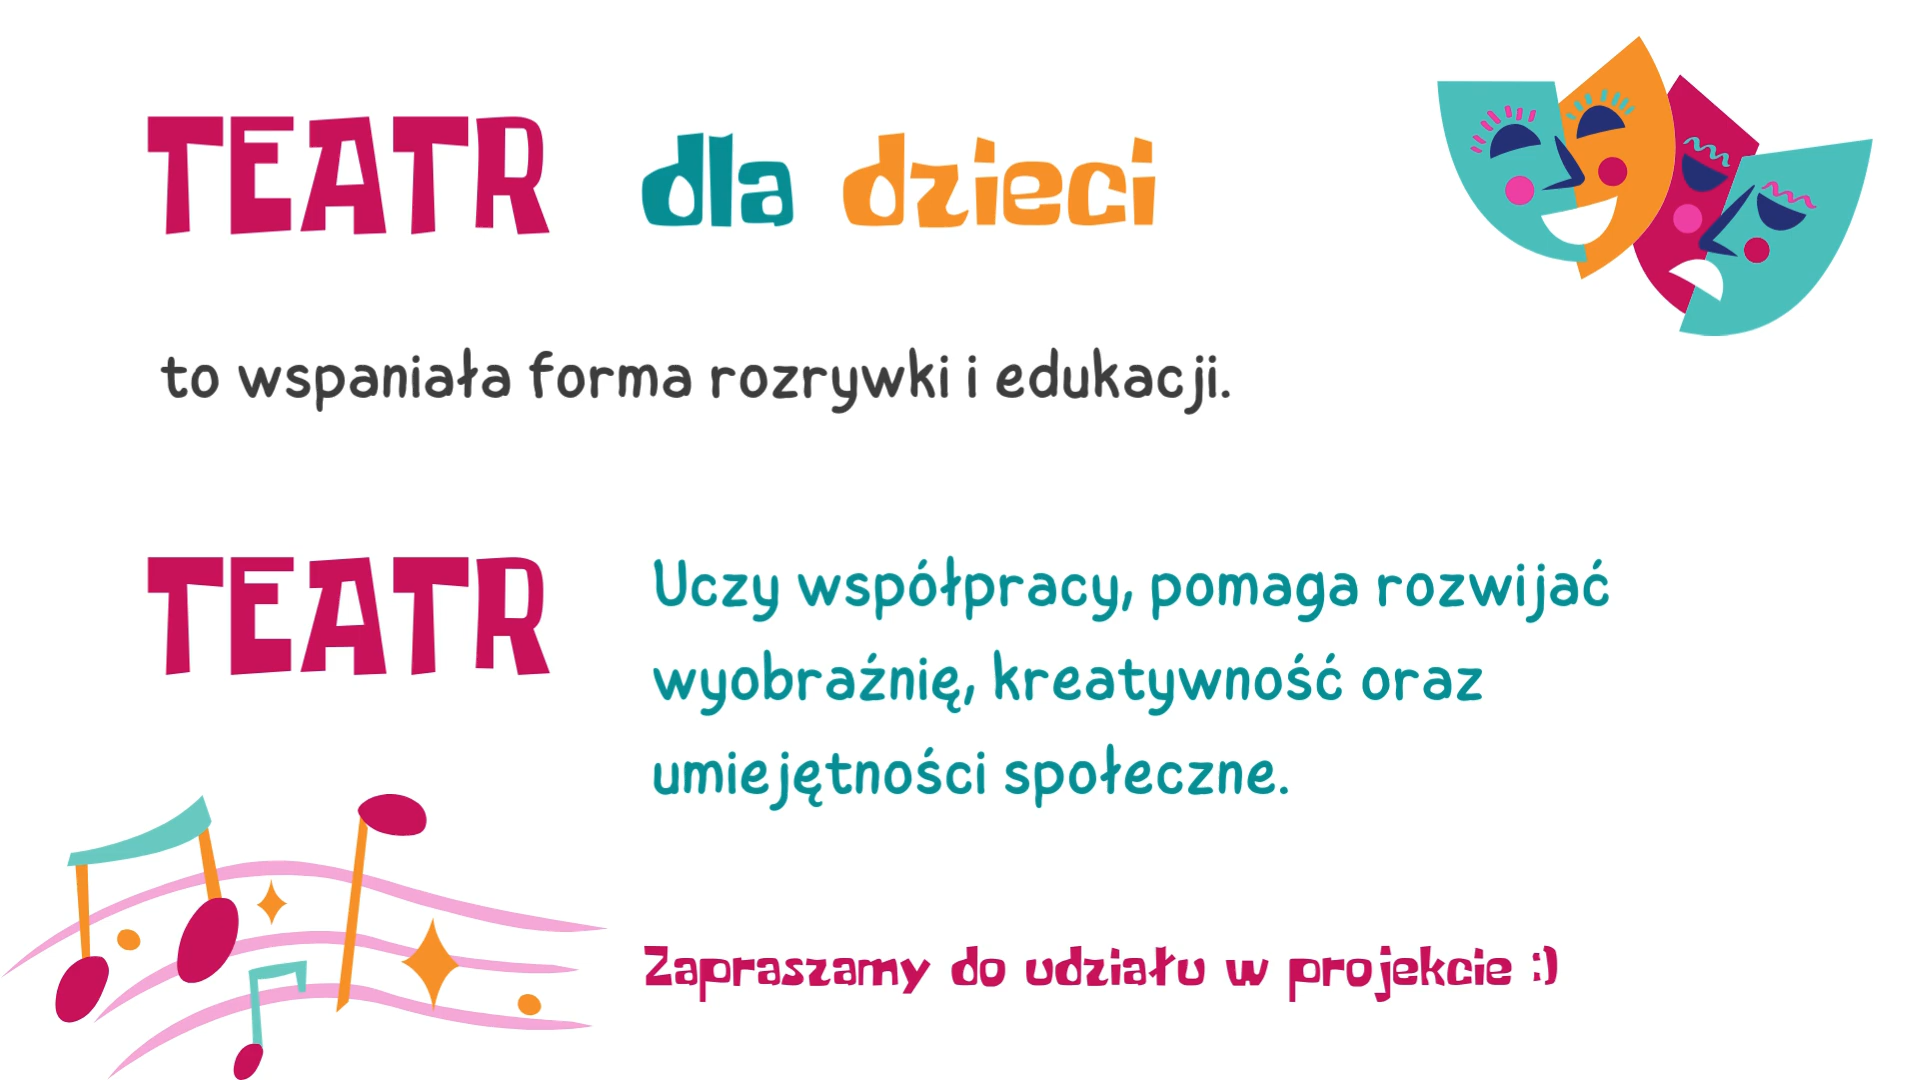 TEATR dla dzieci
to wspaniała forma rozrywki i edukacji.
TEATR
Uczy współpracy, pomaga rozwijać
wyobraźnię, kreatywność oraz
umiejętności społeczne.
Zapraszamy do udziału w projekcie :)